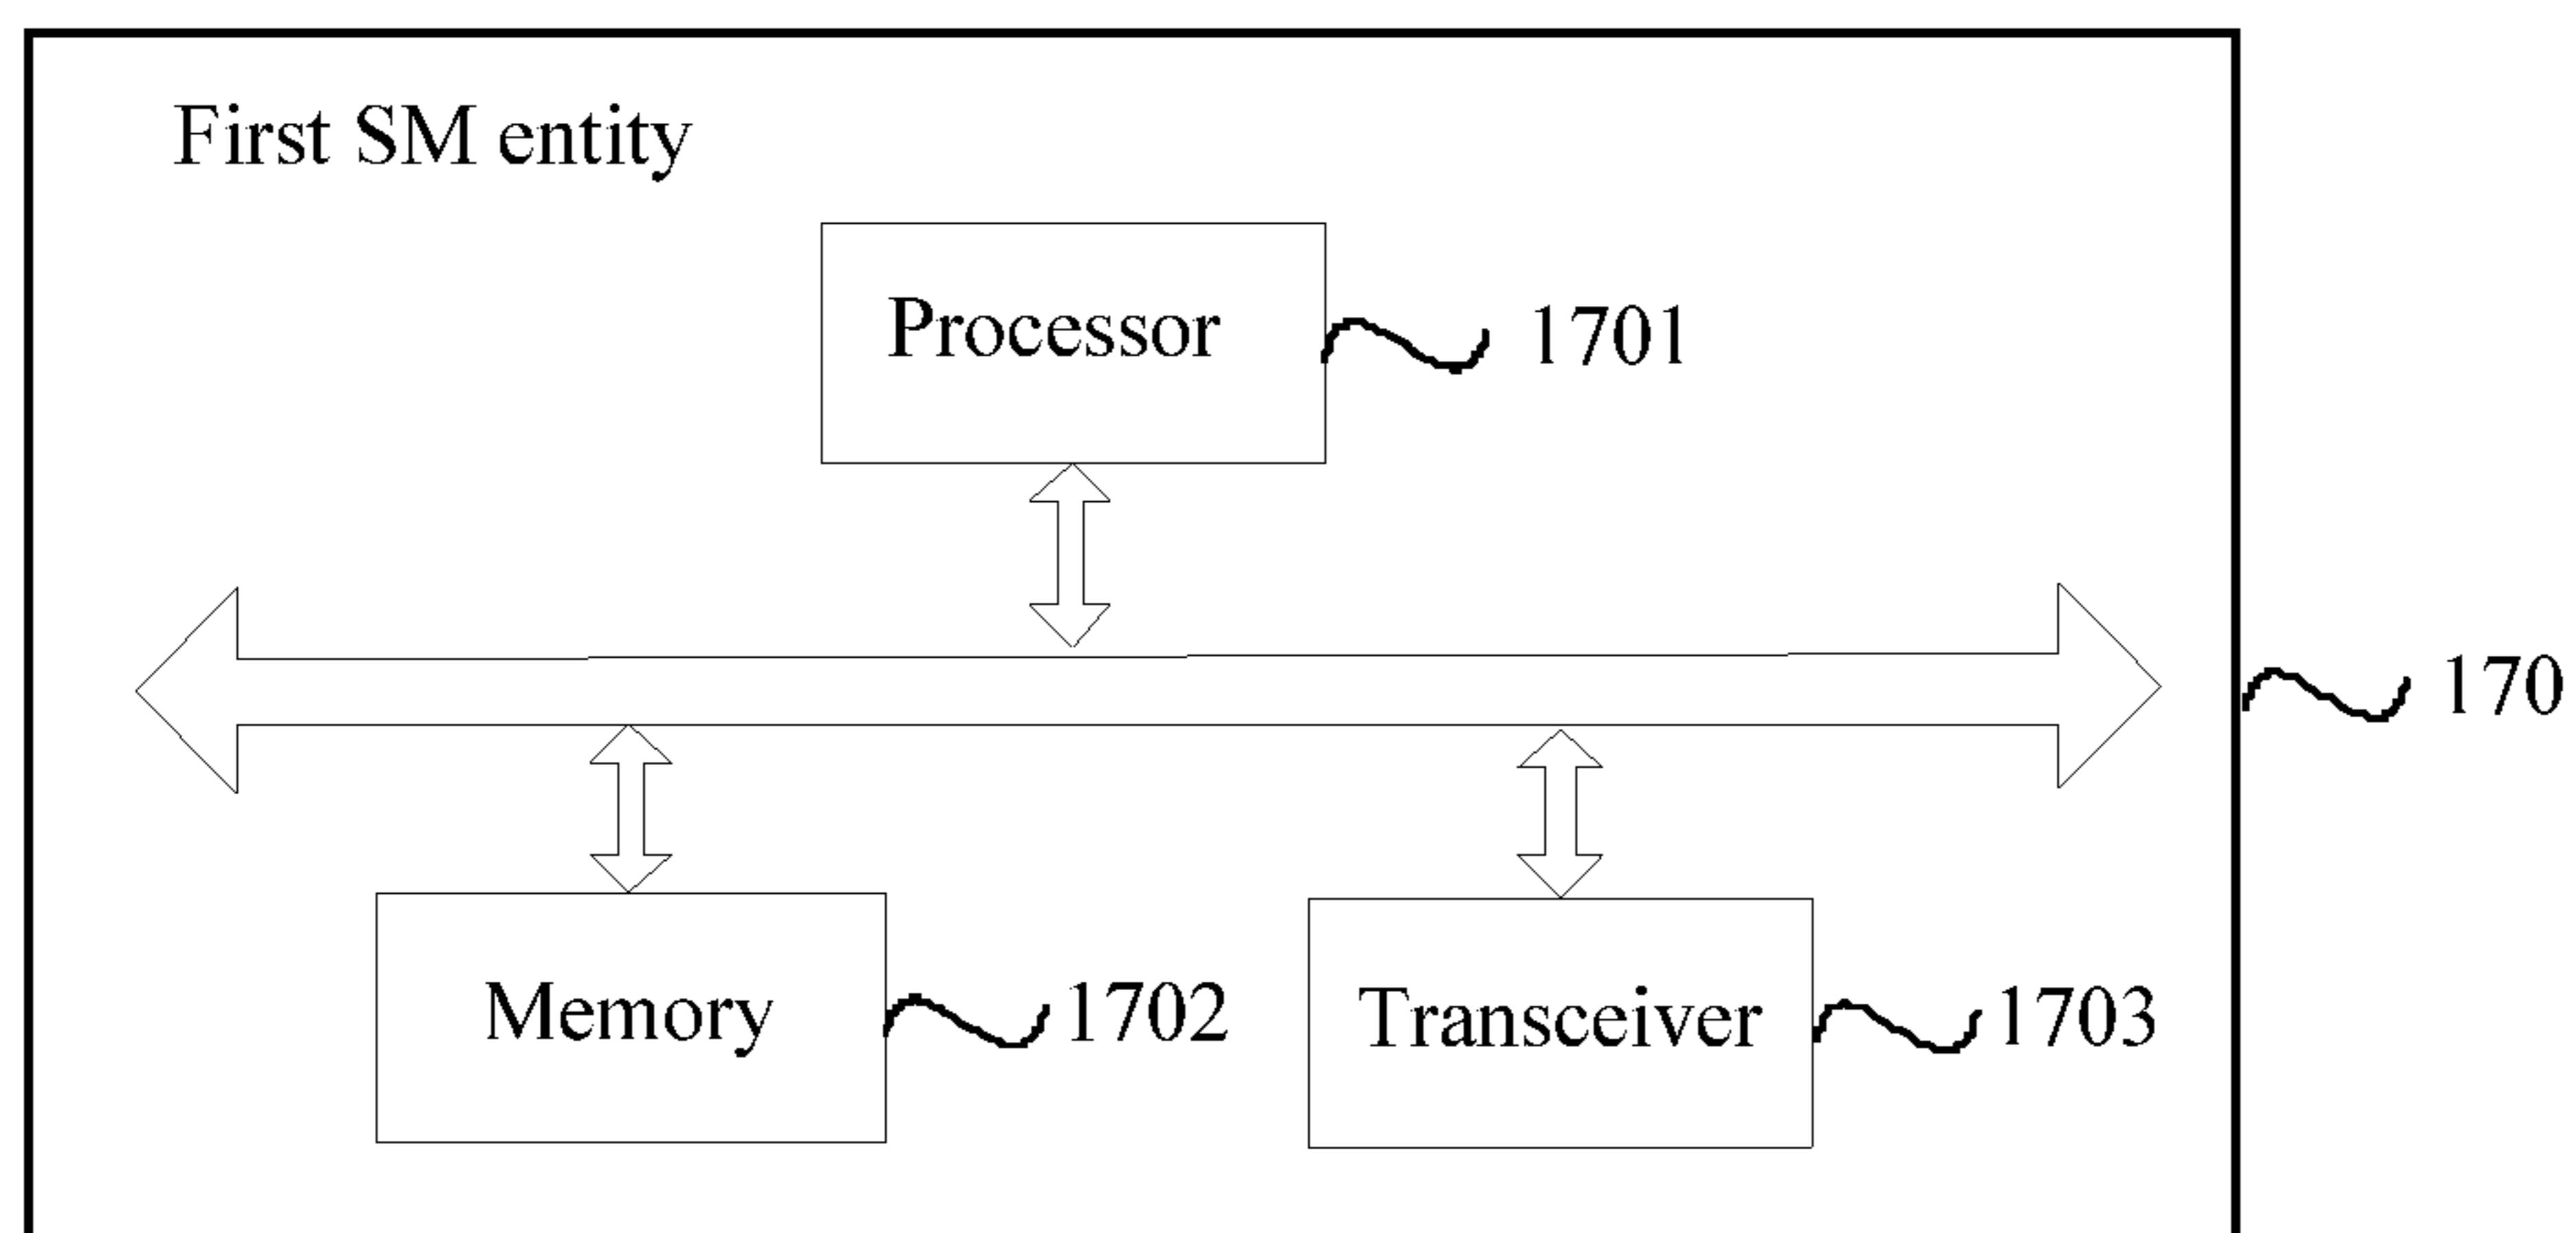 First SM entity
Processor 1701
170
Memory 1702
Transceiver 1703